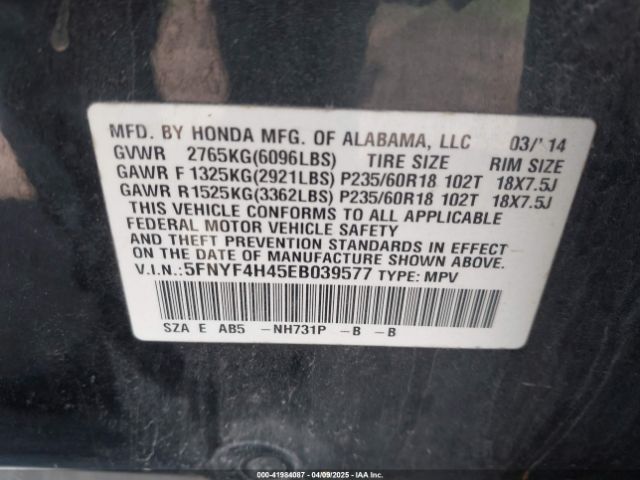 MFD. BY HONDA MFG. OF ALABAMA, LLC 03/14
GVWR 2765KG(6096LBS) TIRE SIZE RIM SIZE
GAWR F 1325KG(2921LBS) P235/60R18 102T 18X7.5J
GAWR R1525KG(3362LBS) P235/60R18 102T 18X7.5J
THIS VEHICLE CONFORMS TO ALL APPLICABLE
FEDERAL MOTOR VEHICLE SAFETY
AND THEFT PREVENTION STANDARDS IN EFFECT
ON THE DATE OF MANUFACTURE SHOWN ABOVE.
V.I.N.:5FNYF4H45EB039577 TYPE: MPV
SZA E AB5 -NH731P -B -B
000-41984087 - 04/09/2025 - IAA Inc.